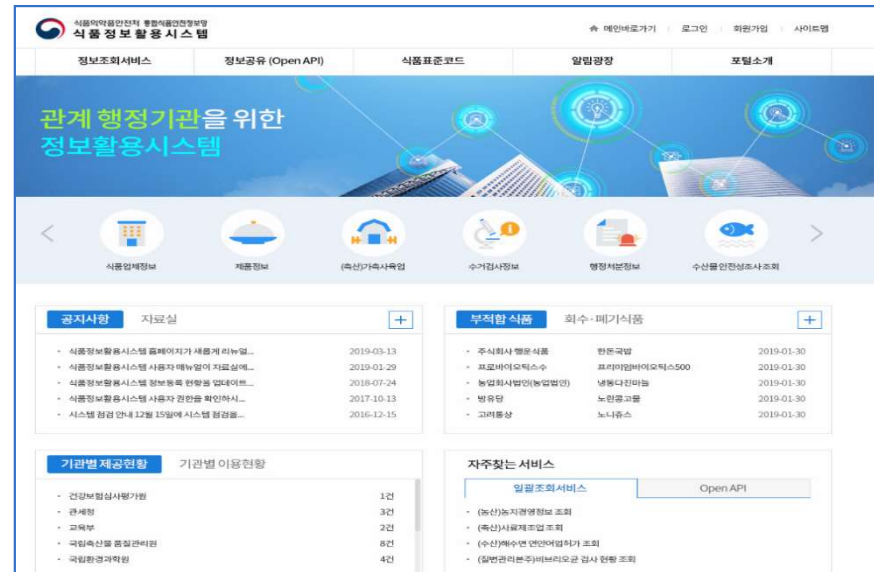 식품의약품안전처 통합식품안전정보망
식품정보활용시스템
메인바로가기 로그인 회원가입 사이트맵
정보조회서비스 정보공유 (Open API) 식품표준코드 알림광장 포털소개
관계 행정기관을 위한
정보활용시스템
식품업체정보 제품정보 (축산)가축사육업 수거검사정보 행정처분정보 수산물안전성조사조회
공지사항 자료실
식품정보활용시스템 홈페이지가 새롭게 리뉴얼... 2019-03-13
식품정보활용시스템 사용자 매뉴얼이 자료실에... 2019-01-29
식품정보활용시스템 정보등록 현황을 업데이트... 2018-07-24
식품정보활용시스템 사용자 권한을 확인하시... 2017-10-13
시스템 점검 안내 12월 15일에 시스템 점검을... 2016-12-15
부적합 식품 회수·폐기식품
주식회사 행운식품 한돈국밥 2019-01-30
프로바이오틱스수 프리미엄바이오틱스500 2019-01-30
농업회사법인(농업법인) 냉동다진마늘 2019-01-30
방유당 노란콩고물 2019-01-30
고려통상 노니쥬스 2019-01-30
기관별 제공현황 기관별 이용현황
건강보험심사평가원 1건
관세청 3건
교육부 2건
국립축산물 품질관리원 8건
국립환경과학원 4건
자주찾는 서비스
일괄조회서비스 Open API
(농산)농지경영정보 조회
(축산)사료제조업 조회
(수산)해수면 연안어업허가 조회
(질병관리본주)비브리오균 검사 현황 조회